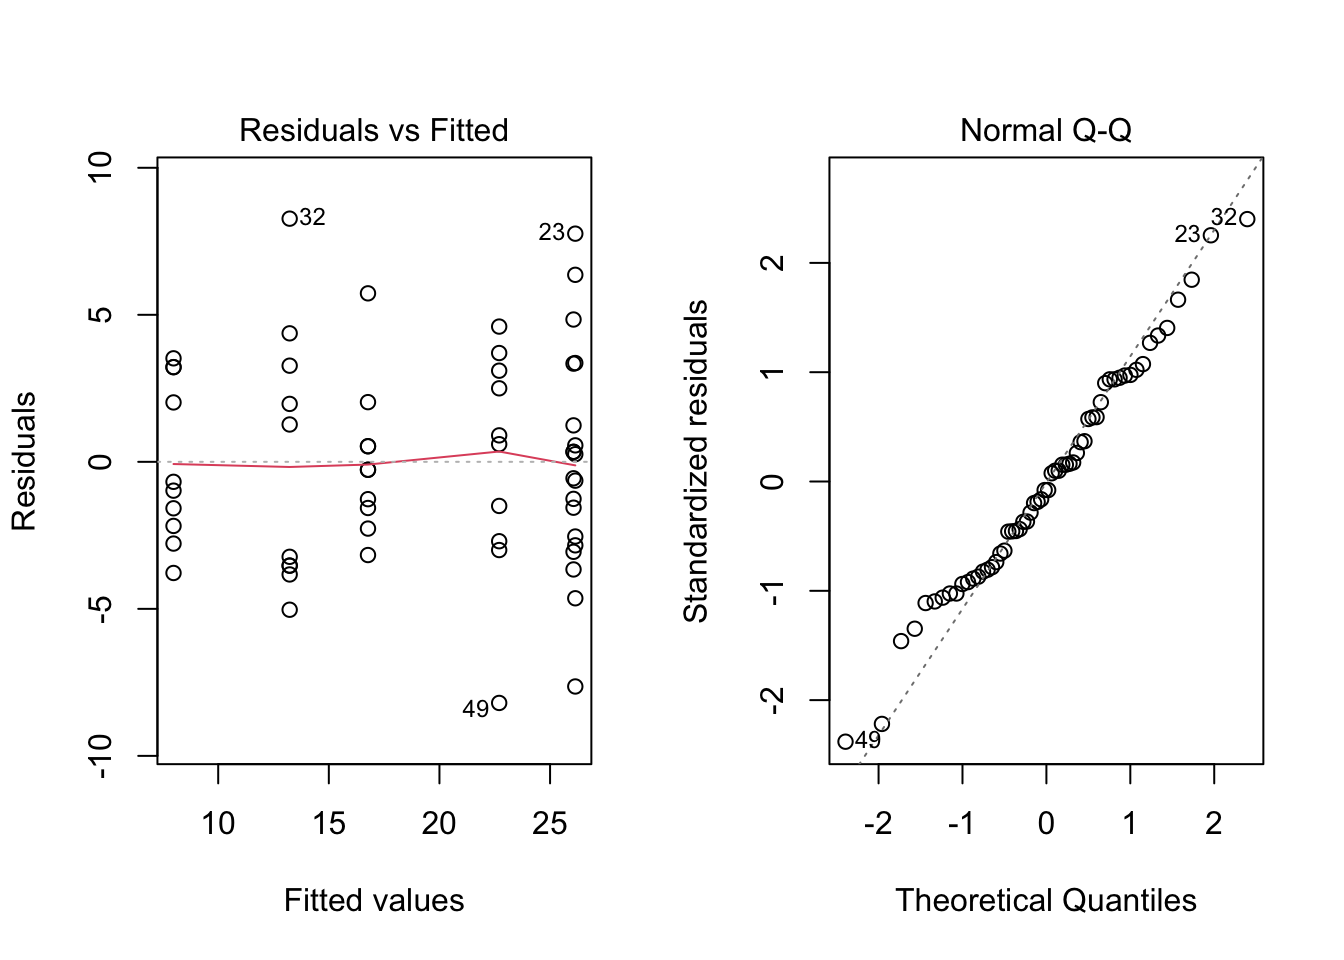 Residuals vs Fitted
Residuals
10
5
0
-5
-10
32
23
49
10 15 20 25
Fitted values
Normal Q-Q
Standardized residuals
2
1
0
-1
-2
32
23
49
-2 -1 0 1 2
Theoretical Quantiles